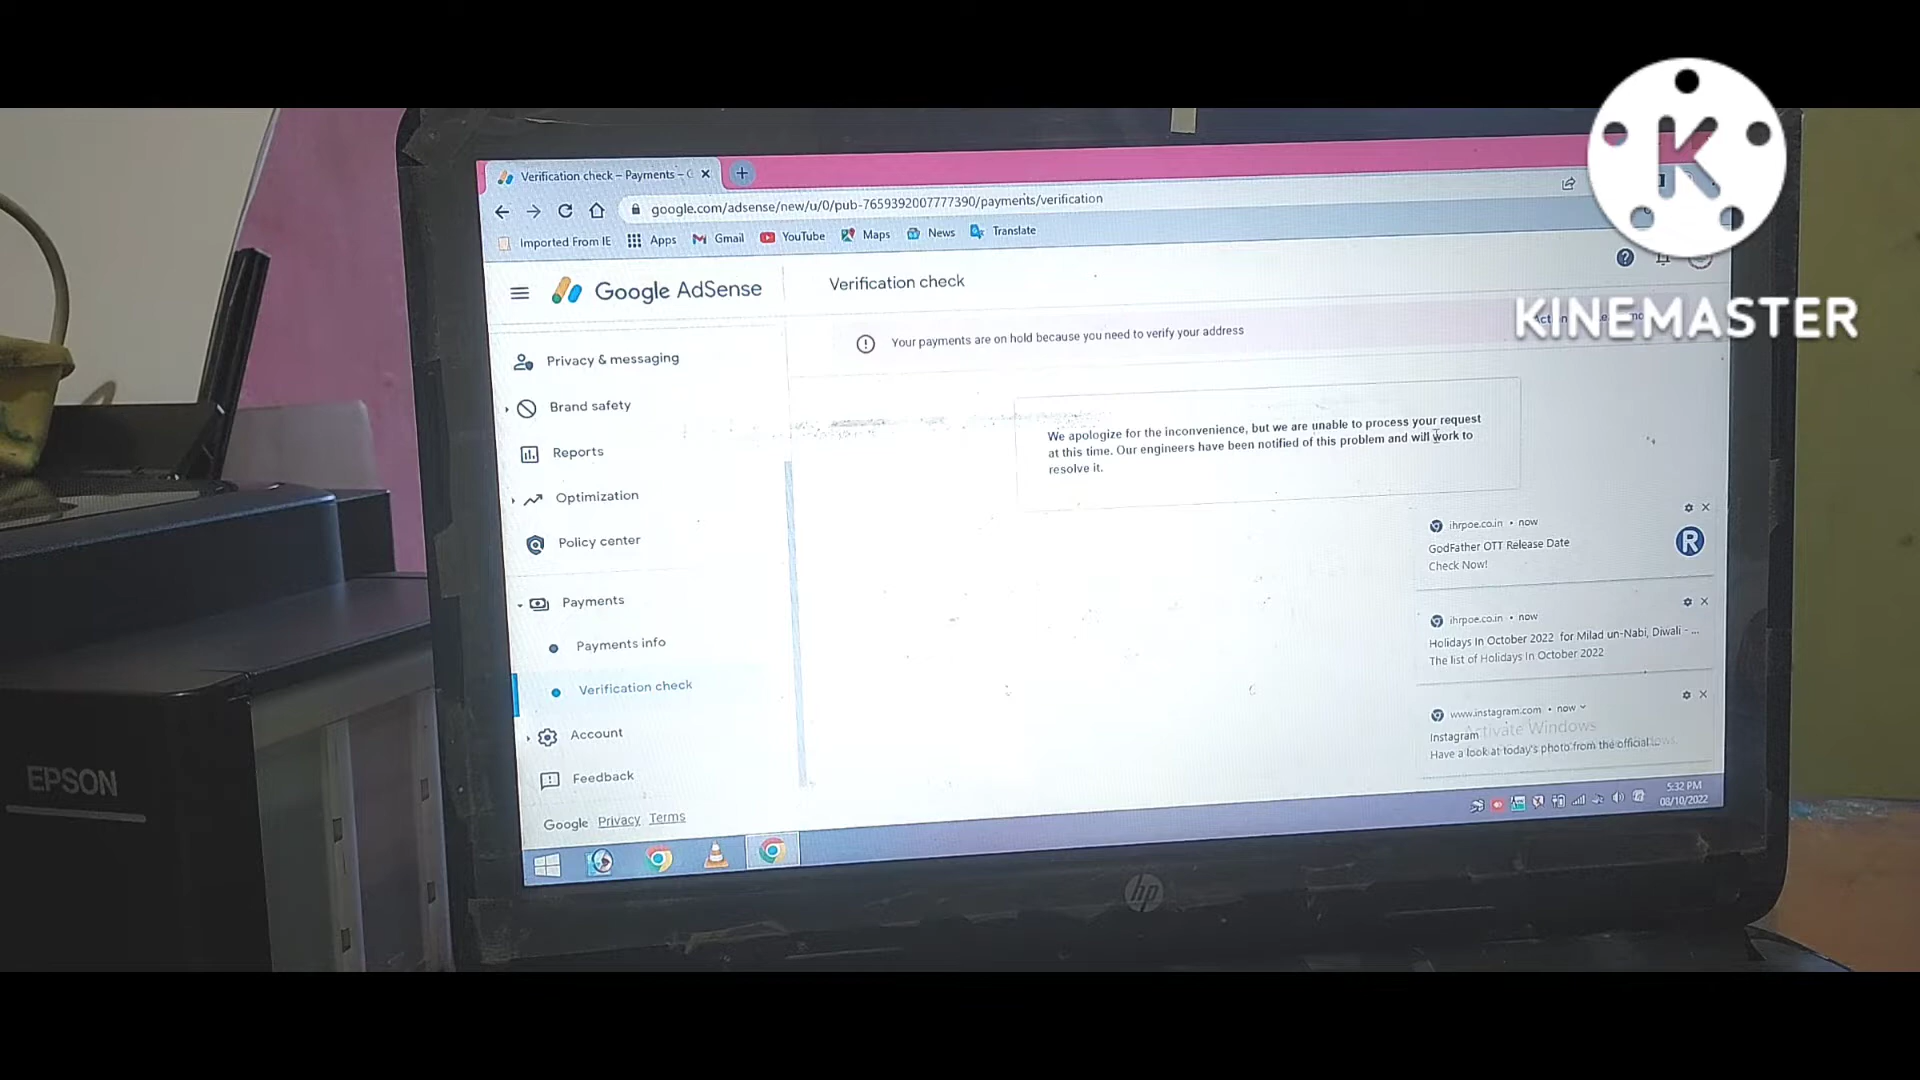 KINEMASTER
Verification check – Payments –
google.com/adsense/new/u/0/pub-7659392007777390/payments/verification
Imported From IE
Apps
Gmail
YouTube
Maps
News
Translate
Google AdSense
Verification check
Your payments are on hold because you need to verify your address
Privacy & messaging
Brand safety
Reports
Optimization
Policy center
Payments
Payments info
Verification check
Account
Feedback
Google Privacy Terms
We apologize for the inconvenience, but we are unable to process your request
at this time. Our engineers have been notified of this problem and will work to
resolve it.
ihrpoe.co.in • now
GodFather OTT Release Date
Check Now!
R
ihrpoe.co.in • now
Holidays In October 2022 for Milad un-Nabi, Diwali - ...
The list of Holidays In October 2022
www.instagram.com • now
Instagram
Have a look at today's photo from the official...
Activate Windows
5:32 PM
08/10/2022
EPSON
hp